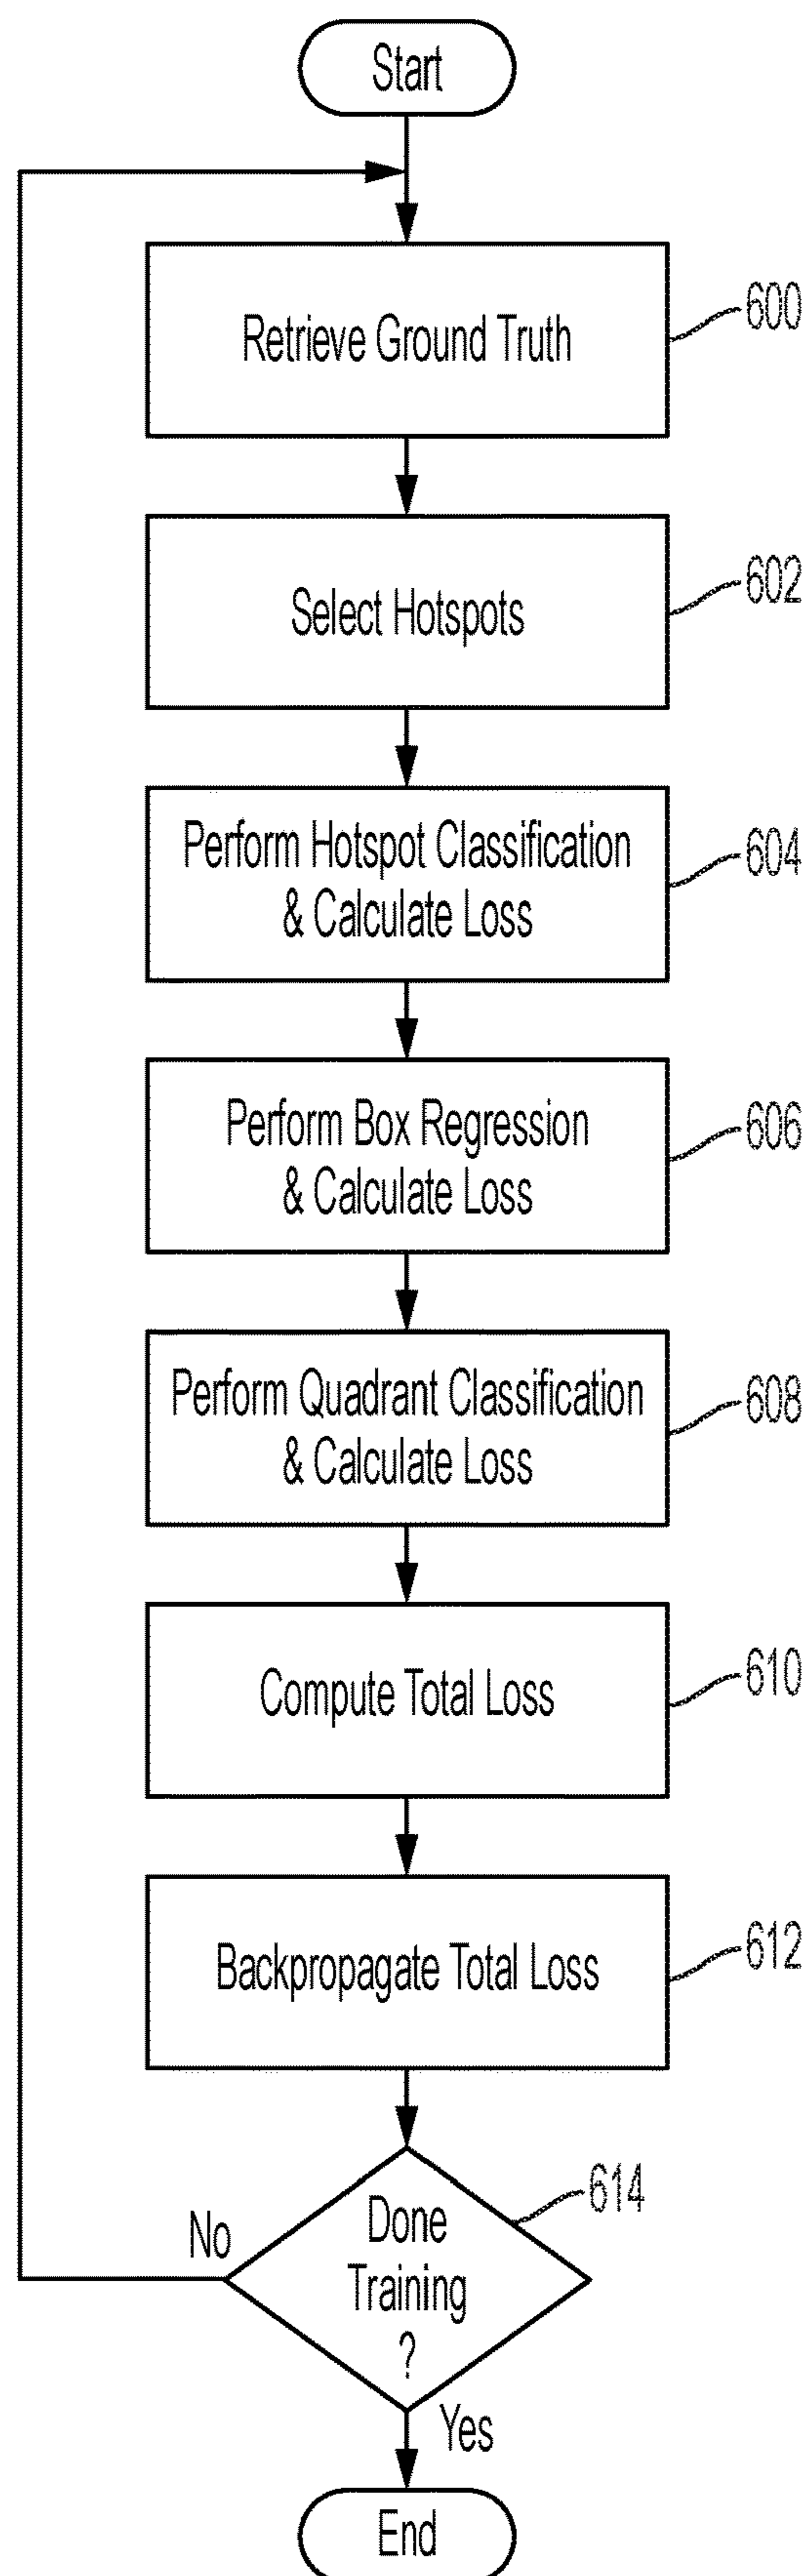 Start
Retrieve Ground Truth
600
Select Hotspots
602
Perform Hotspot Classification
& Calculate Loss
604
Perform Box Regression
& Calculate Loss
606
Perform Quadrant Classification
& Calculate Loss
608
Compute Total Loss
610
Backpropagate Total Loss
612
Done
Training
?
614
No
Yes
End